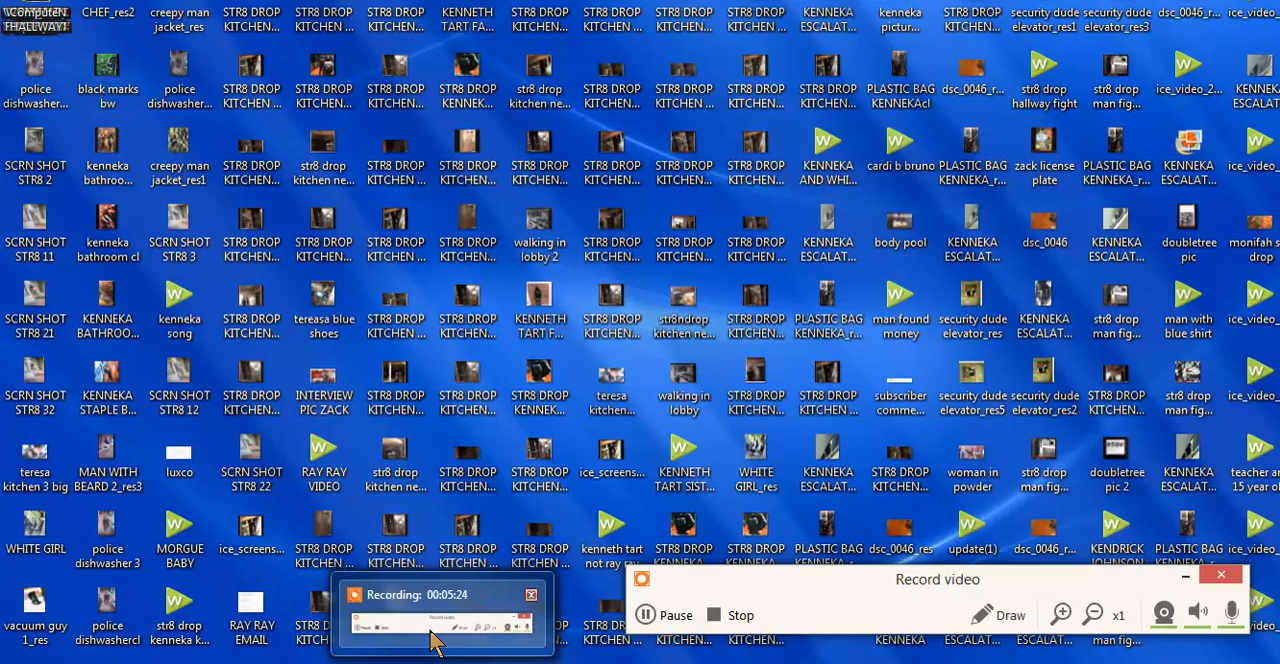 WComputeN
FHALEWAY1
CHEF_res2
creepy man
jacket_res
STR8 DROP
KITCHEN...
STR8 DROP
KITCHEN...
STR8 DROP
KITCHEN...
KENNETH
TART FA...
STR8 DROP
KITCHEN...
STR8 DROP
KITCHEN...
STR8 DROP
KITCHEN...
STR8 DROP
KITCHEN...
KENNEKA
ESCALAT...
kenneka
pictur...
STR8 DROP
KITCHEN...
security dude
elevator_res1
security dude
elevator_res3
dsc_0046_r...
ice_video_
police
dishwasher...
black marks
bw
police
dishwasher...
STR8 DROP
KITCHEN ...
STR8 DROP
KITCHEN...
STR8 DROP
KITCHEN ...
STR8 DROP
KENNEK...
str8 drop
kitchen ne...
STR8 DROP
KITCHEN...
STR8 DROP
KITCHEN ...
STR8 DROP
KITCHEN...
STR8 DROP
KITCHEN...
PLASTIC BAG
KENNEKAcl
dsc_0046_r...
str8 drop
hallway fight
str8 drop
man fig...
ice_video_2...
KENNEK
ESCALAT
SCRN SHOT
STR8 2
kenneka
bathroo...
creepy man
jacket_res1
STR8 DROP
KITCHEN...
str8 drop
kitchen ne...
STR8 DROP
KITCHEN ...
STR8 DROP
KITCHEN...
STR8 DROP
KITCHEN...
STR8 DROP
KITCHEN...
STR8 DROP
KITCHEN...
STR8 DROP
KITCHEN...
KENNEKA
AND WHI...
cardi b bruno
PLASTIC BAG
KENNEKA_r...
zack license
plate
PLASTIC BAG
KENNEKA_r...
KENNEKA
ESCALAT...
ice_video_
SCRN SHOT
STR8 11
kenneka
bathroom cl
SCRN SHOT
STR8 3
STR8 DROP
KITCHEN...
STR8 DROP
KITCHEN...
STR8 DROP
KITCHEN...
STR8 DROP
KITCHEN...
walking in
lobby 2
STR8 DROP
KITCHEN...
STR8 DROP
KITCHEN...
STR8 DROP
KITCHEN...
KENNEKA
ESCALAT...
body pool
KENNEKA
ESCALAT...
dsc_0046
KENNEKA
ESCALAT...
doubletree
pic
monifah s
drop
SCRN SHOT
STR8 21
KENNEKA
BATHROO...
kenneka
song
STR8 DROP
KITCHEN...
tereasa blue
shoes
STR8 DROP
KITCHEN...
STR8 DROP
KITCHEN...
KENNETH
TART F...
STR8 DROP
KITCHEN...
str8ndrop
kitchen ne...
STR8 DROP
KITCHEN...
PLASTIC BAG
KENNEKA_r...
man found
money
security dude
elevator_res
KENNEKA
ESCALAT...
str8 drop
man fig...
man with
blue shirt
ice_video_
SCRN SHOT
STR8 32
KENNEKA
STAPLE B...
SCRN SHOT
STR8 12
STR8 DROP
KITCHEN...
INTERVIEW
PIC ZACK
STR8 DROP
KITCHEN ...
STR8 DROP
KITCHEN...
STR8 DROP
KENNEK...
teresa
kitchen...
walking in
lobby
STR8 DROP
KITCHEN...
STR8 DROP
KITCHEN ...
subscriber
comme...
security dude
elevator_res5
security dude
elevator_res2
STR8 DROP
KITCHEN...
str8 drop
man fig...
ice_video_
teresa
kitchen 3 big
MAN WITH
BEARD 2_res3
luxco
SCRN SHOT
STR8 22
RAY RAY
VIDEO
str8 drop
kitchen ne...
STR8 DROP
KITCHEN...
STR8 DROP
KITCHEN...
ice_screens...
KENNETH
TART SIST...
WHITE
GIRL_res
KENNEKA
ESCALAT...
STR8 DROP
KITCHEN...
woman in
powder
str8 drop
man fig...
doubletree
pic 2
KENNEKA
ESCALAT...
teacher ar
15 year ol
WHITE GIRL
police
dishwasher 3
MORGUE
BABY
ice_screens...
STR8 DROP
STR8 DROP
STR8 DROP
STR8 DROP
kenneth tart
not ray ray
STR8 DROP
STR8 DROP
PLASTIC BAG
dsc_0046_res
update(1)
dsc_0046_r...
KENDRICK
JOHNSON
PLASTIC BAG
ice_video_
Recording: 00:05:24
Record video
Pause
Stop
Draw
x1
vacuum guy
1_res
police
dishwashercl
str8 drop
kenneka k...
RAY RAY
EMAIL